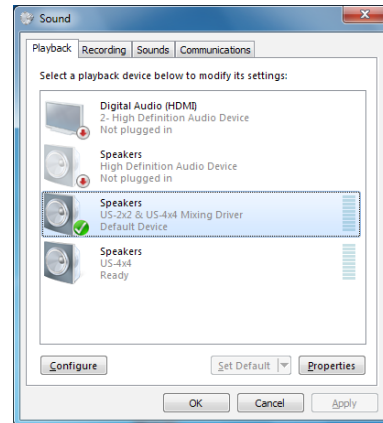 Sound
Playback Recording Sounds Communications
Select a playback device below to modify its settings:
Digital Audio (HDMI)
2- High Definition Audio Device
Not plugged in
Speakers
High Definition Audio Device
Not plugged in
Speakers
US-2x2 & US-4x4 Mixing Driver
Default Device
Speakers
US-4x4
Ready
Configure Set Default Properties
OK Cancel Apply